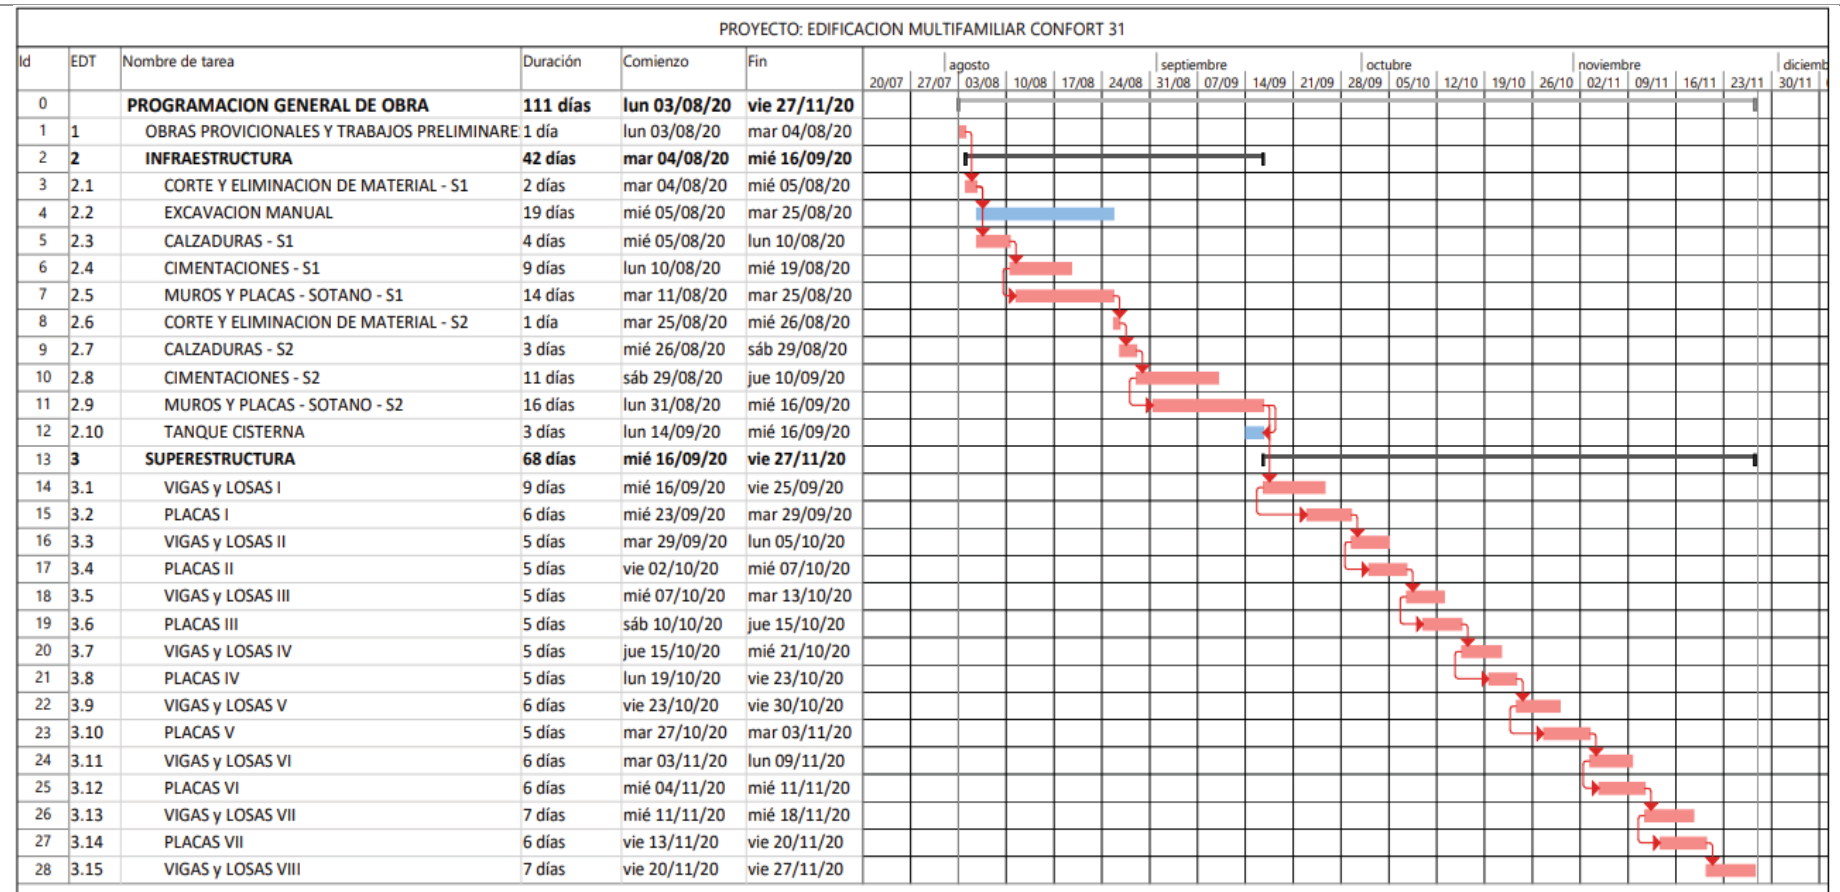 PROYECTO: EDIFICACION MULTIFAMILIAR CONFORT 31
Id EDT Nombre de tarea Duración Comienzo Fin agosto septiembre octubre noviembre diciemb
20/07 27/07 03/08 10/08 17/08 24/08 31/08 07/09 14/09 21/09 28/09 05/10 12/10 19/10 26/10 02/11 09/11 16/11 23/11 30/11
0 PROGRAMACION GENERAL DE OBRA 111 días lun 03/08/20 vie 27/11/20
1 1 OBRAS PROVICIONALES Y TRABAJOS PRELIMINARE 1 día lun 03/08/20 mar 04/08/20
2 2 INFRAESTRUCTURA 42 días mar 04/08/20 mié 16/09/20
3 2.1 CORTE Y ELIMINACION DE MATERIAL - S1 2 días mar 04/08/20 mié 05/08/20
4 2.2 EXCAVACION MANUAL 19 días mié 05/08/20 mar 25/08/20
5 2.3 CALZADURAS - S1 4 días mié 05/08/20 lun 10/08/20
6 2.4 CIMENTACIONES - S1 9 días lun 10/08/20 mié 19/08/20
7 2.5 MUROS Y PLACAS - SOTANO - S1 14 días mar 11/08/20 mar 25/08/20
8 2.6 CORTE Y ELIMINACION DE MATERIAL - S2 1 día mar 25/08/20 mié 26/08/20
9 2.7 CALZADURAS - S2 3 días mié 26/08/20 sáb 29/08/20
10 2.8 CIMENTACIONES - S2 11 días sáb 29/08/20 jue 10/09/20
11 2.9 MUROS Y PLACAS - SOTANO - S2 16 días lun 31/08/20 mié 16/09/20
12 2.10 TANQUE CISTERNA 3 días lun 14/09/20 mié 16/09/20
13 3 SUPERESTRUCTURA 68 días mié 16/09/20 vie 27/11/20
14 3.1 VIGAS y LOSAS I 9 días mié 16/09/20 vie 25/09/20
15 3.2 PLACAS I 6 días mié 23/09/20 mar 29/09/20
16 3.3 VIGAS y LOSAS II 5 días mar 29/09/20 lun 05/10/20
17 3.4 PLACAS II 5 días vie 02/10/20 mié 07/10/20
18 3.5 VIGAS y LOSAS III 5 días mié 07/10/20 mar 13/10/20
19 3.6 PLACAS III 5 días sáb 10/10/20 jue 15/10/20
20 3.7 VIGAS y LOSAS IV 5 días jue 15/10/20 mié 21/10/20
21 3.8 PLACAS IV 5 días lun 19/10/20 vie 23/10/20
22 3.9 VIGAS y LOSAS V 6 días vie 23/10/20 vie 30/10/20
23 3.10 PLACAS V 5 días mar 27/10/20 mar 03/11/20
24 3.11 VIGAS y LOSAS VI 6 días mar 03/11/20 lun 09/11/20
25 3.12 PLACAS VI 6 días mié 04/11/20 mié 11/11/20
26 3.13 VIGAS y LOSAS VII 7 días mié 11/11/20 mié 18/11/20
27 3.14 PLACAS VII 6 días vie 13/11/20 vie 20/11/20
28 3.15 VIGAS y LOSAS VIII 7 días vie 20/11/20 vie 27/11/20